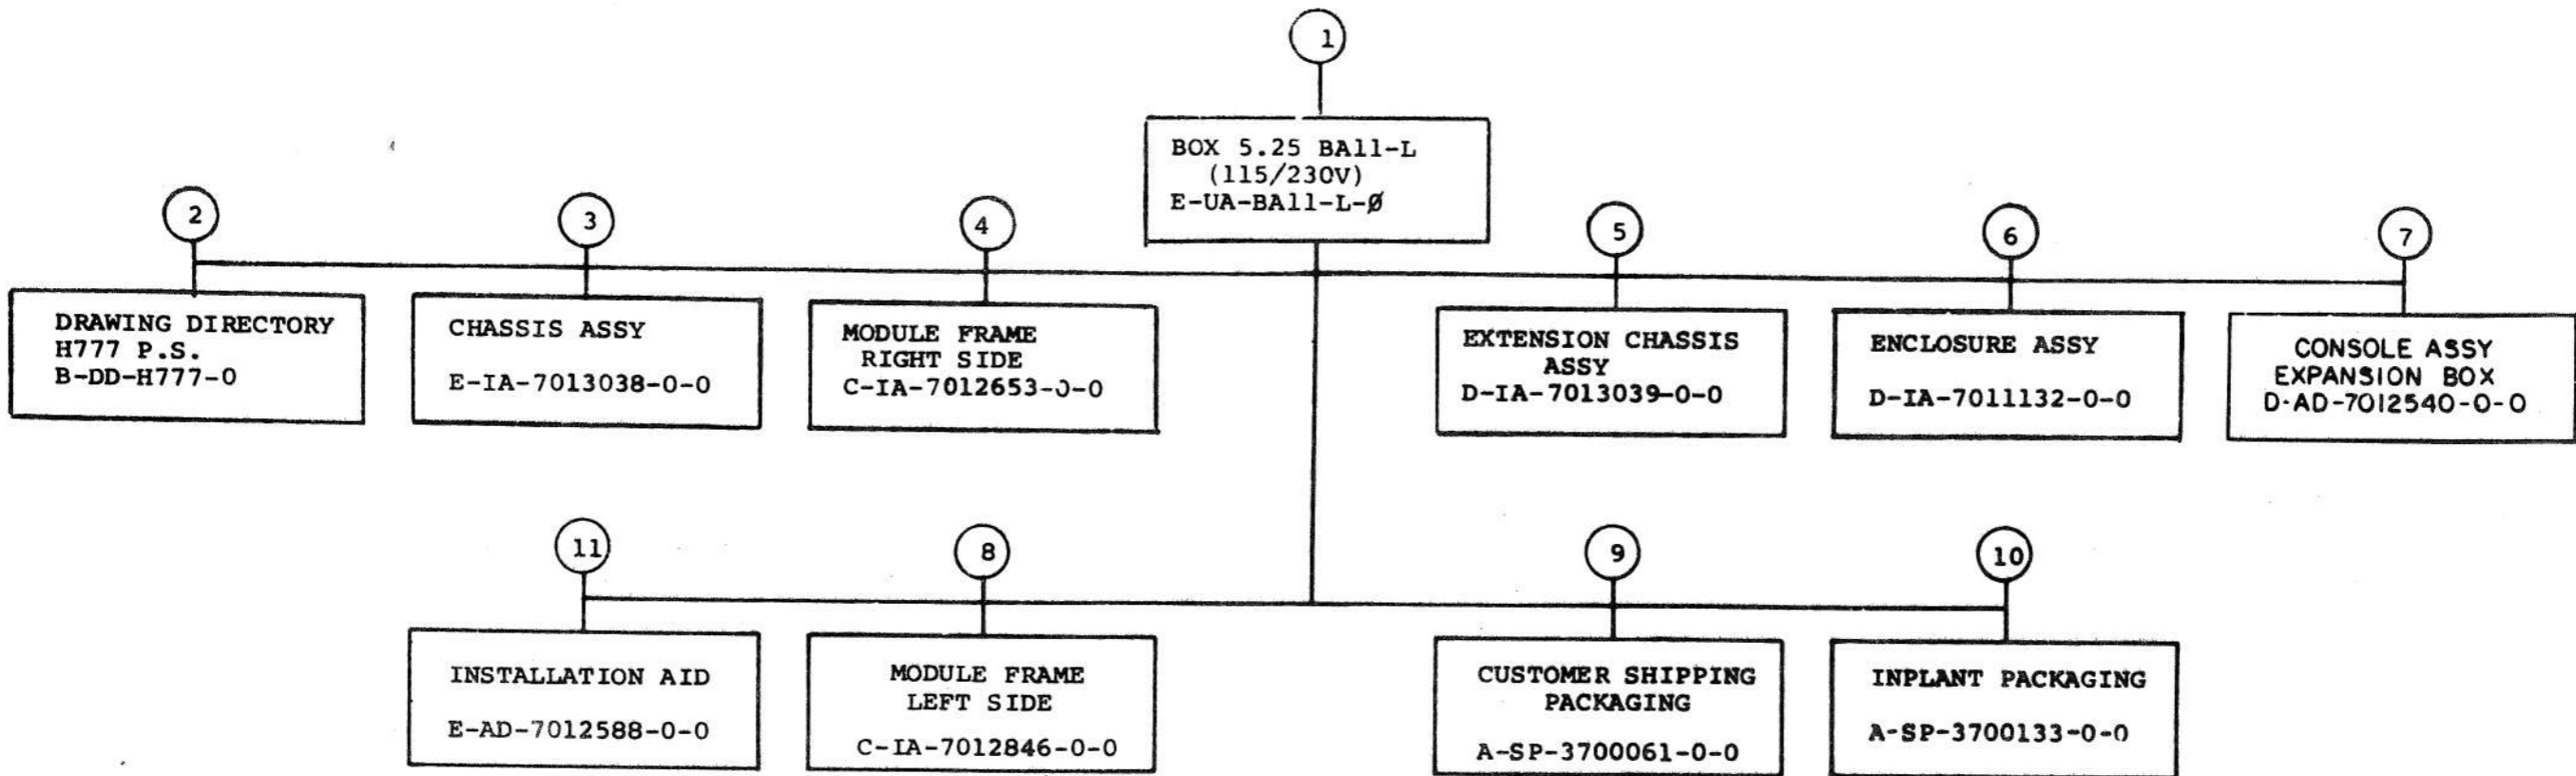 1
BOX 5.25 BA11-L
(115/230V)
E-UA-BA11-L-Ø
2
DRAWING DIRECTORY
H777 P.S.
B-DD-H777-0
3
CHASSIS ASSY
E-IA-7013038-0-0
4
MODULE FRAME
RIGHT SIDE
C-IA-7012653-0-0
5
EXTENSION CHASSIS
ASSY
D-IA-7013039-0-0
6
ENCLOSURE ASSY
D-IA-7011132-0-0
7
CONSOLE ASSY
EXPANSION BOX
D-AD-7012540-0-0
11
INSTALLATION AID
E-AD-7012588-0-0
8
MODULE FRAME
LEFT SIDE
C-IA-7012846-0-0
9
CUSTOMER SHIPPING
PACKAGING
A-SP-3700061-0-0
10
INPLANT PACKAGING
A-SP-3700133-0-0